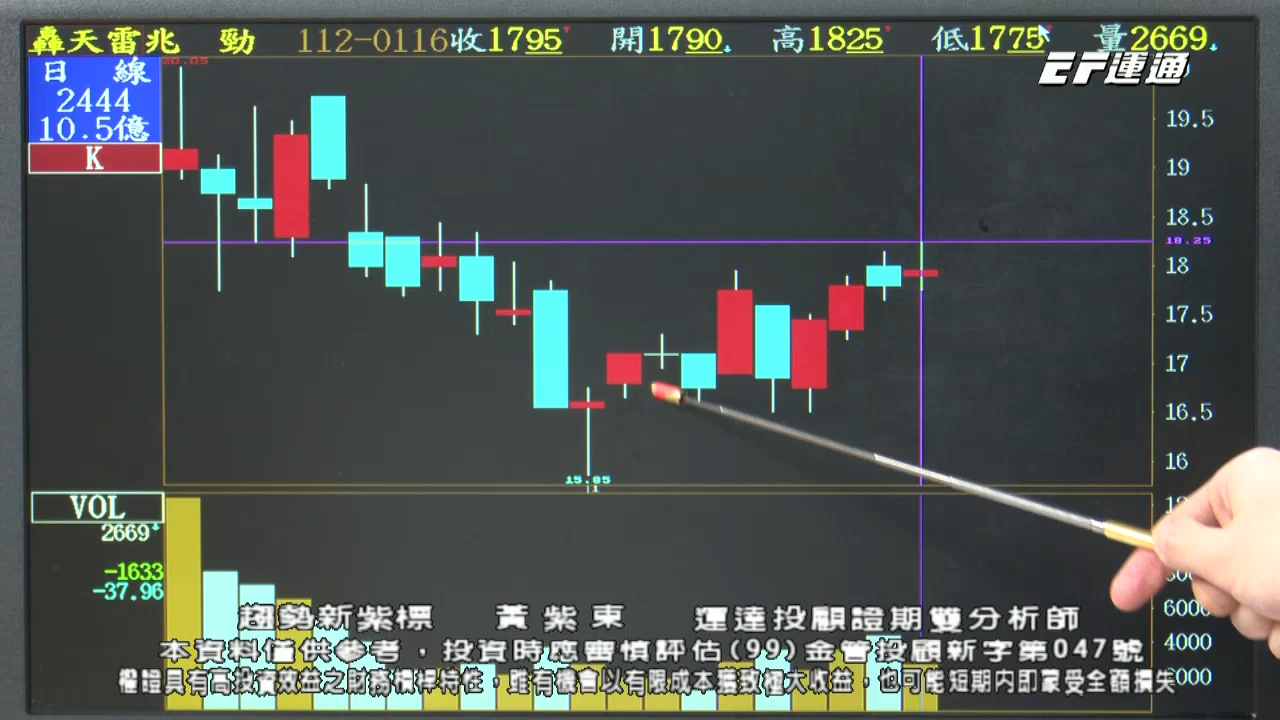 轟天雷兆 勁 112-0116收1795 開1790 高1825 低1775 量2669
EF運通
20.05
日 線
2444
10.5億
K
19.5
19
18.5
18.25
18
17.5
17
16.5
16
15.85
VOL
2669
-1633
-37.96
6000
4000
2000
趨勢新紫標 黃紫東 運達投顧證期雙分析師
本資料僅供參考，投資時應審慎評估(99)金管投顧新字第047號
權證具有高投資效益之財務槓桿特性，雖有機會以有限成本獲致極大收益，也可能短期內即蒙受全額損失